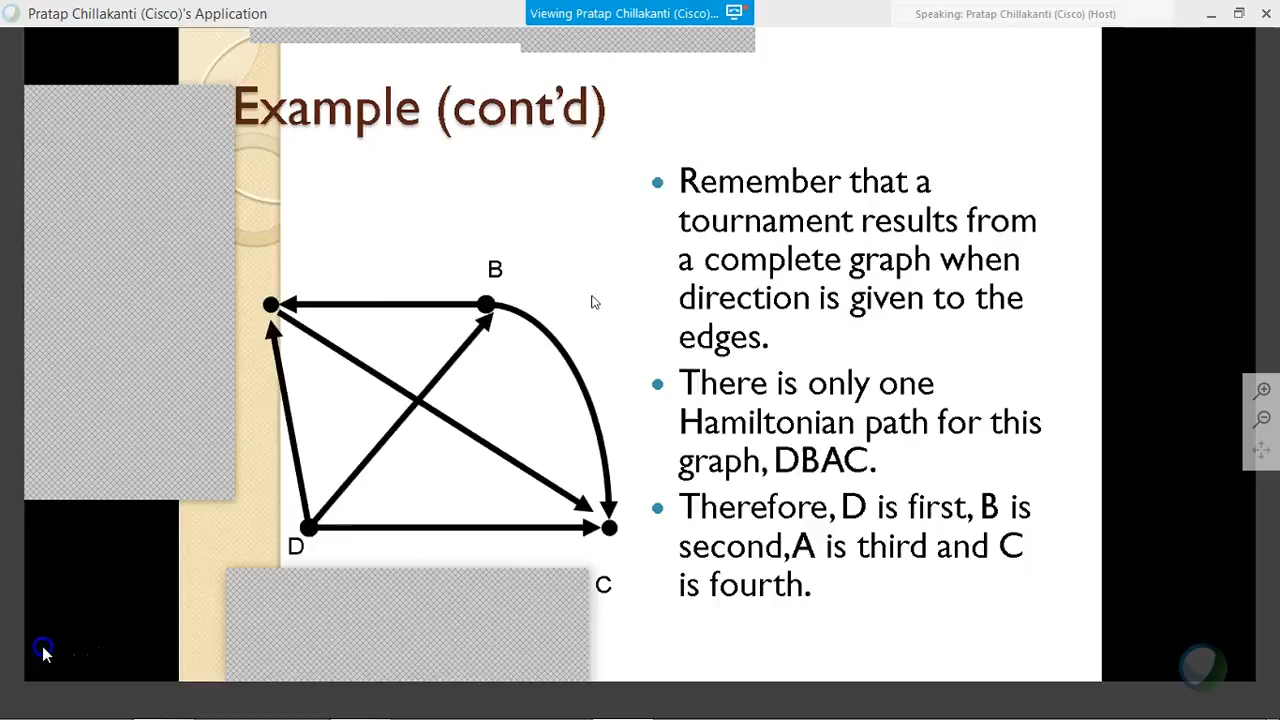 Pratap Chillakanti (Cisco)'s Application
Viewing Pratap Chillakanti (Cisco)...
Speaking: Pratap Chillakanti (Cisco) (Host)
Example (cont'd)
Remember that a
tournament results from
a complete graph when
direction is given to the
edges.
There is only one
Hamiltonian path for this
graph, DBAC.
Therefore, D is first, B is
second, A is third and C
is fourth.
B
D
C